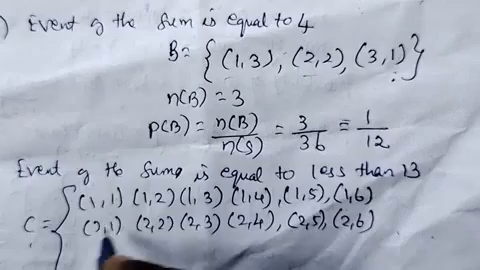 ) Event of the Sum is equal to 4
B = { (1,3), (2,2), (3,1) }
n(B) = 3
P(B) = n(B)/n(S) = 3/36 = 1/12
Event of the Sum is equal to less than 13
C = { (1,1) (1,2) (1,3) (1,4), (1,5), (1,6)
(2,1) (2,2) (2,3) (2,4), (2,5), (2,6)